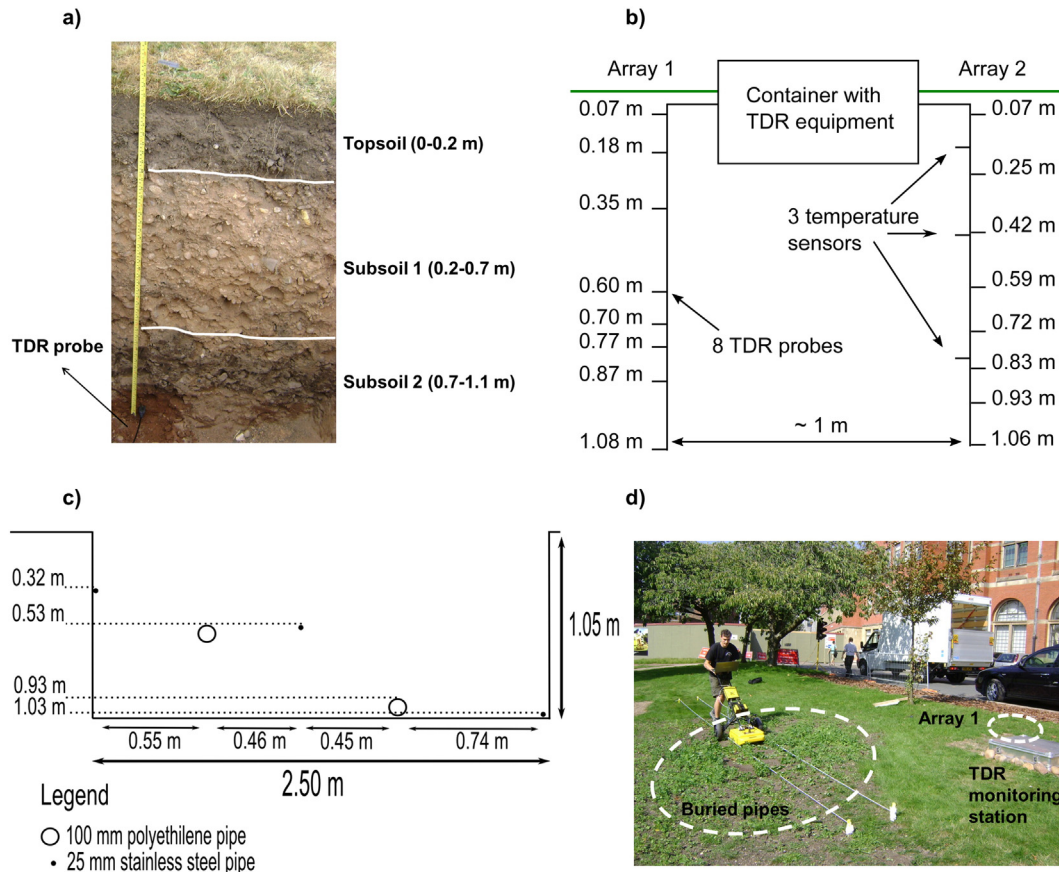 a)
Topsoil (0-0.2 m)
Subsoil 1 (0.2-0.7 m)
TDR probe
Subsoil 2 (0.7-1.1 m)
b)
Array 1
Array 2
Container with
TDR equipment
0.07 m
0.18 m
0.35 m
0.60 m
0.70 m
0.77 m
0.87 m
1.08 m
3 temperature
sensors
8 TDR probes
~ 1 m
0.07 m
0.25 m
0.42 m
0.59 m
0.72 m
0.83 m
0.93 m
1.06 m
c)
0.32 m
0.53 m
0.93 m
1.03 m
1.05 m
0.55 m
0.46 m
0.45 m
0.74 m
2.50 m
Legend
100 mm polyethilene pipe
25 mm stainless steel pipe
d)
Array 1
TDR
monitoring
station
Buried pipes